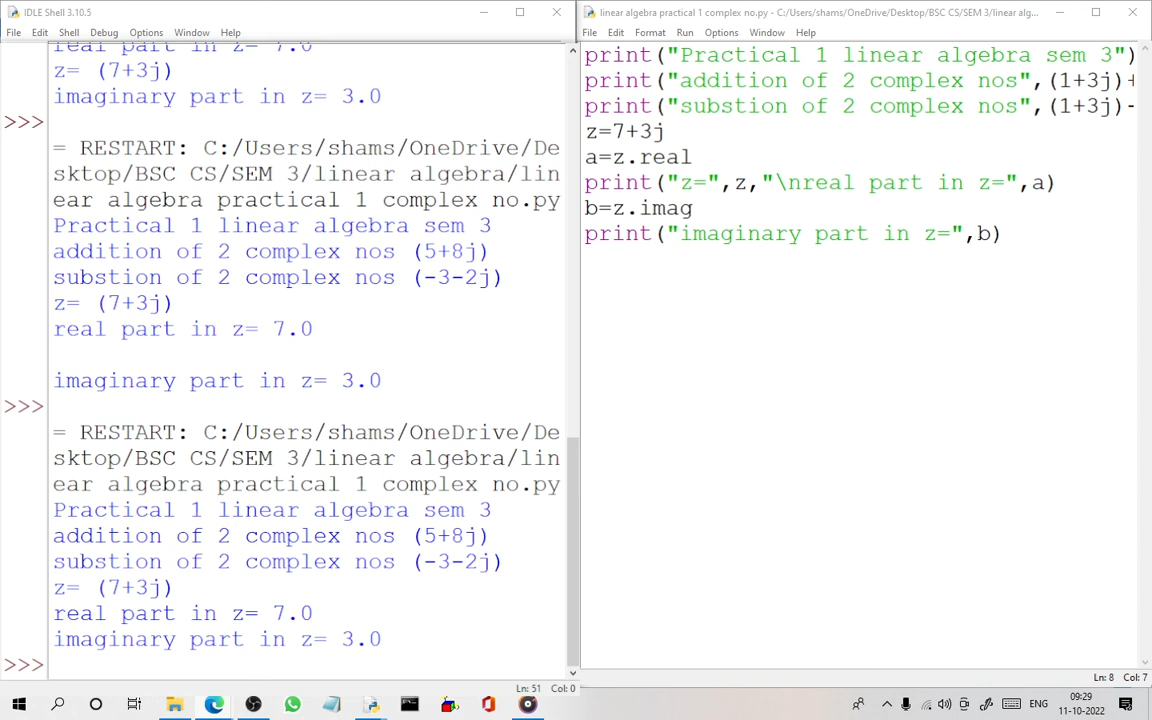 IDLE Shell 3.10.5
File Edit Shell Debug Options Window Help
real part in z= 7.0
z= (7+3j)
imaginary part in z= 3.0
>>>
= RESTART: C:/Users/shams/OneDrive/De
sktop/BSC CS/SEM 3/linear algebra/lin
ear algebra practical 1 complex no.py
Practical 1 linear algebra sem 3
addition of 2 complex nos (5+8j)
substion of 2 complex nos (-3-2j)
z= (7+3j)
real part in z= 7.0
imaginary part in z= 3.0
>>>
= RESTART: C:/Users/shams/OneDrive/De
sktop/BSC CS/SEM 3/linear algebra/lin
ear algebra practical 1 complex no.py
Practical 1 linear algebra sem 3
addition of 2 complex nos (5+8j)
substion of 2 complex nos (-3-2j)
z= (7+3j)
real part in z= 7.0
imaginary part in z= 3.0
>>>
Ln: 51 Col: 0
linear algebra practical 1 complex no.py - C:/Users/shams/OneDrive/Desktop/BSC CS/SEM 3/linear alg...
File Edit Format Run Options Window Help
print("Practical 1 linear algebra sem 3")
print("addition of 2 complex nos",(1+3j)+
print("substion of 2 complex nos",(1+3j)-
z=7+3j
a=z.real
print("z=",z,"\nreal part in z=",a)
b=z.imag
print("imaginary part in z=",b)
Ln: 8 Col: 7
ENG
09:29
11-10-2022